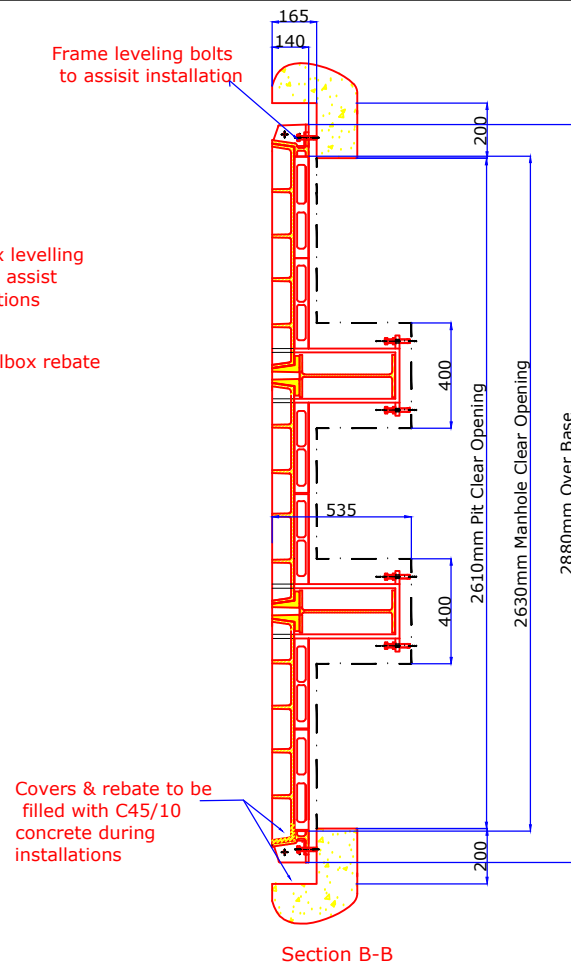 165
140
Frame leveling bolts
to assisit installation
200
levelling
assist
tions
lbox rebate
400
535
400
2610mm Pit Clear Opening
2630mm Manhole Clear Opening
2880mm Over Base
Covers & rebate to be
filled with C45/10
concrete during
installations
200
Section B-B